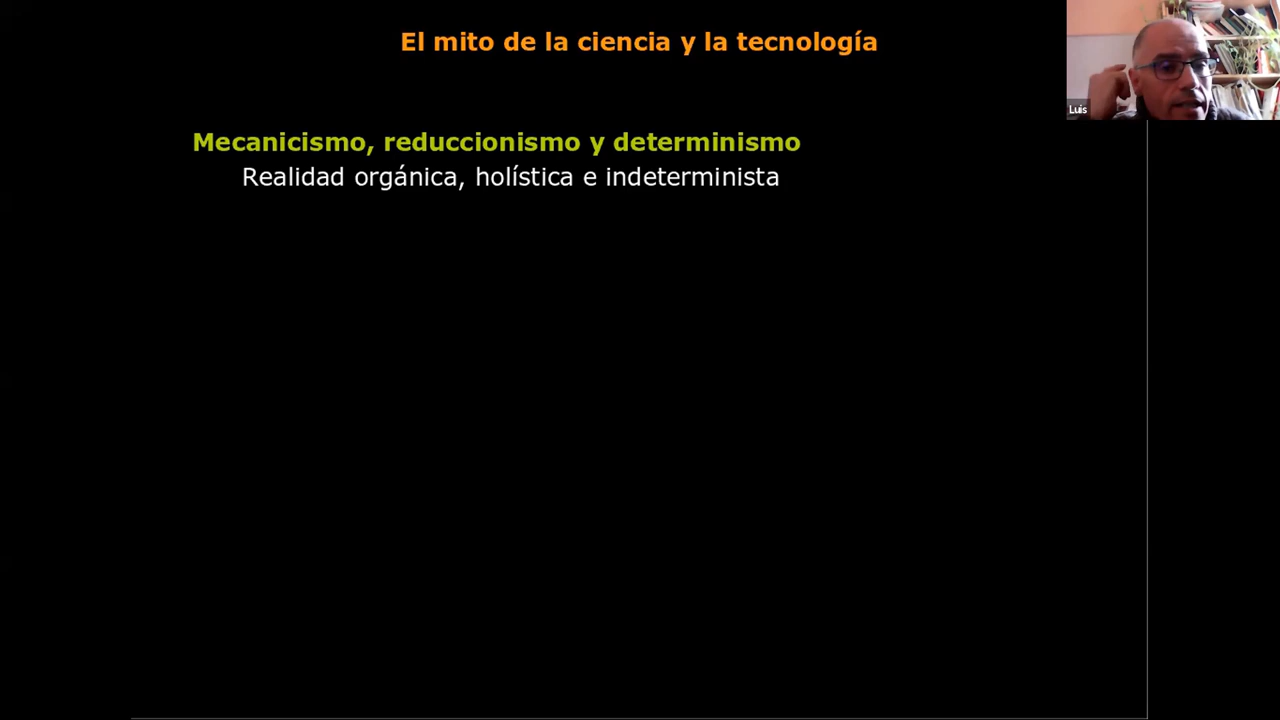 El mito de la ciencia y la tecnología
Luis
Mecanicismo, reduccionismo y determinismo
Realidad orgánica, holística e indeterminista